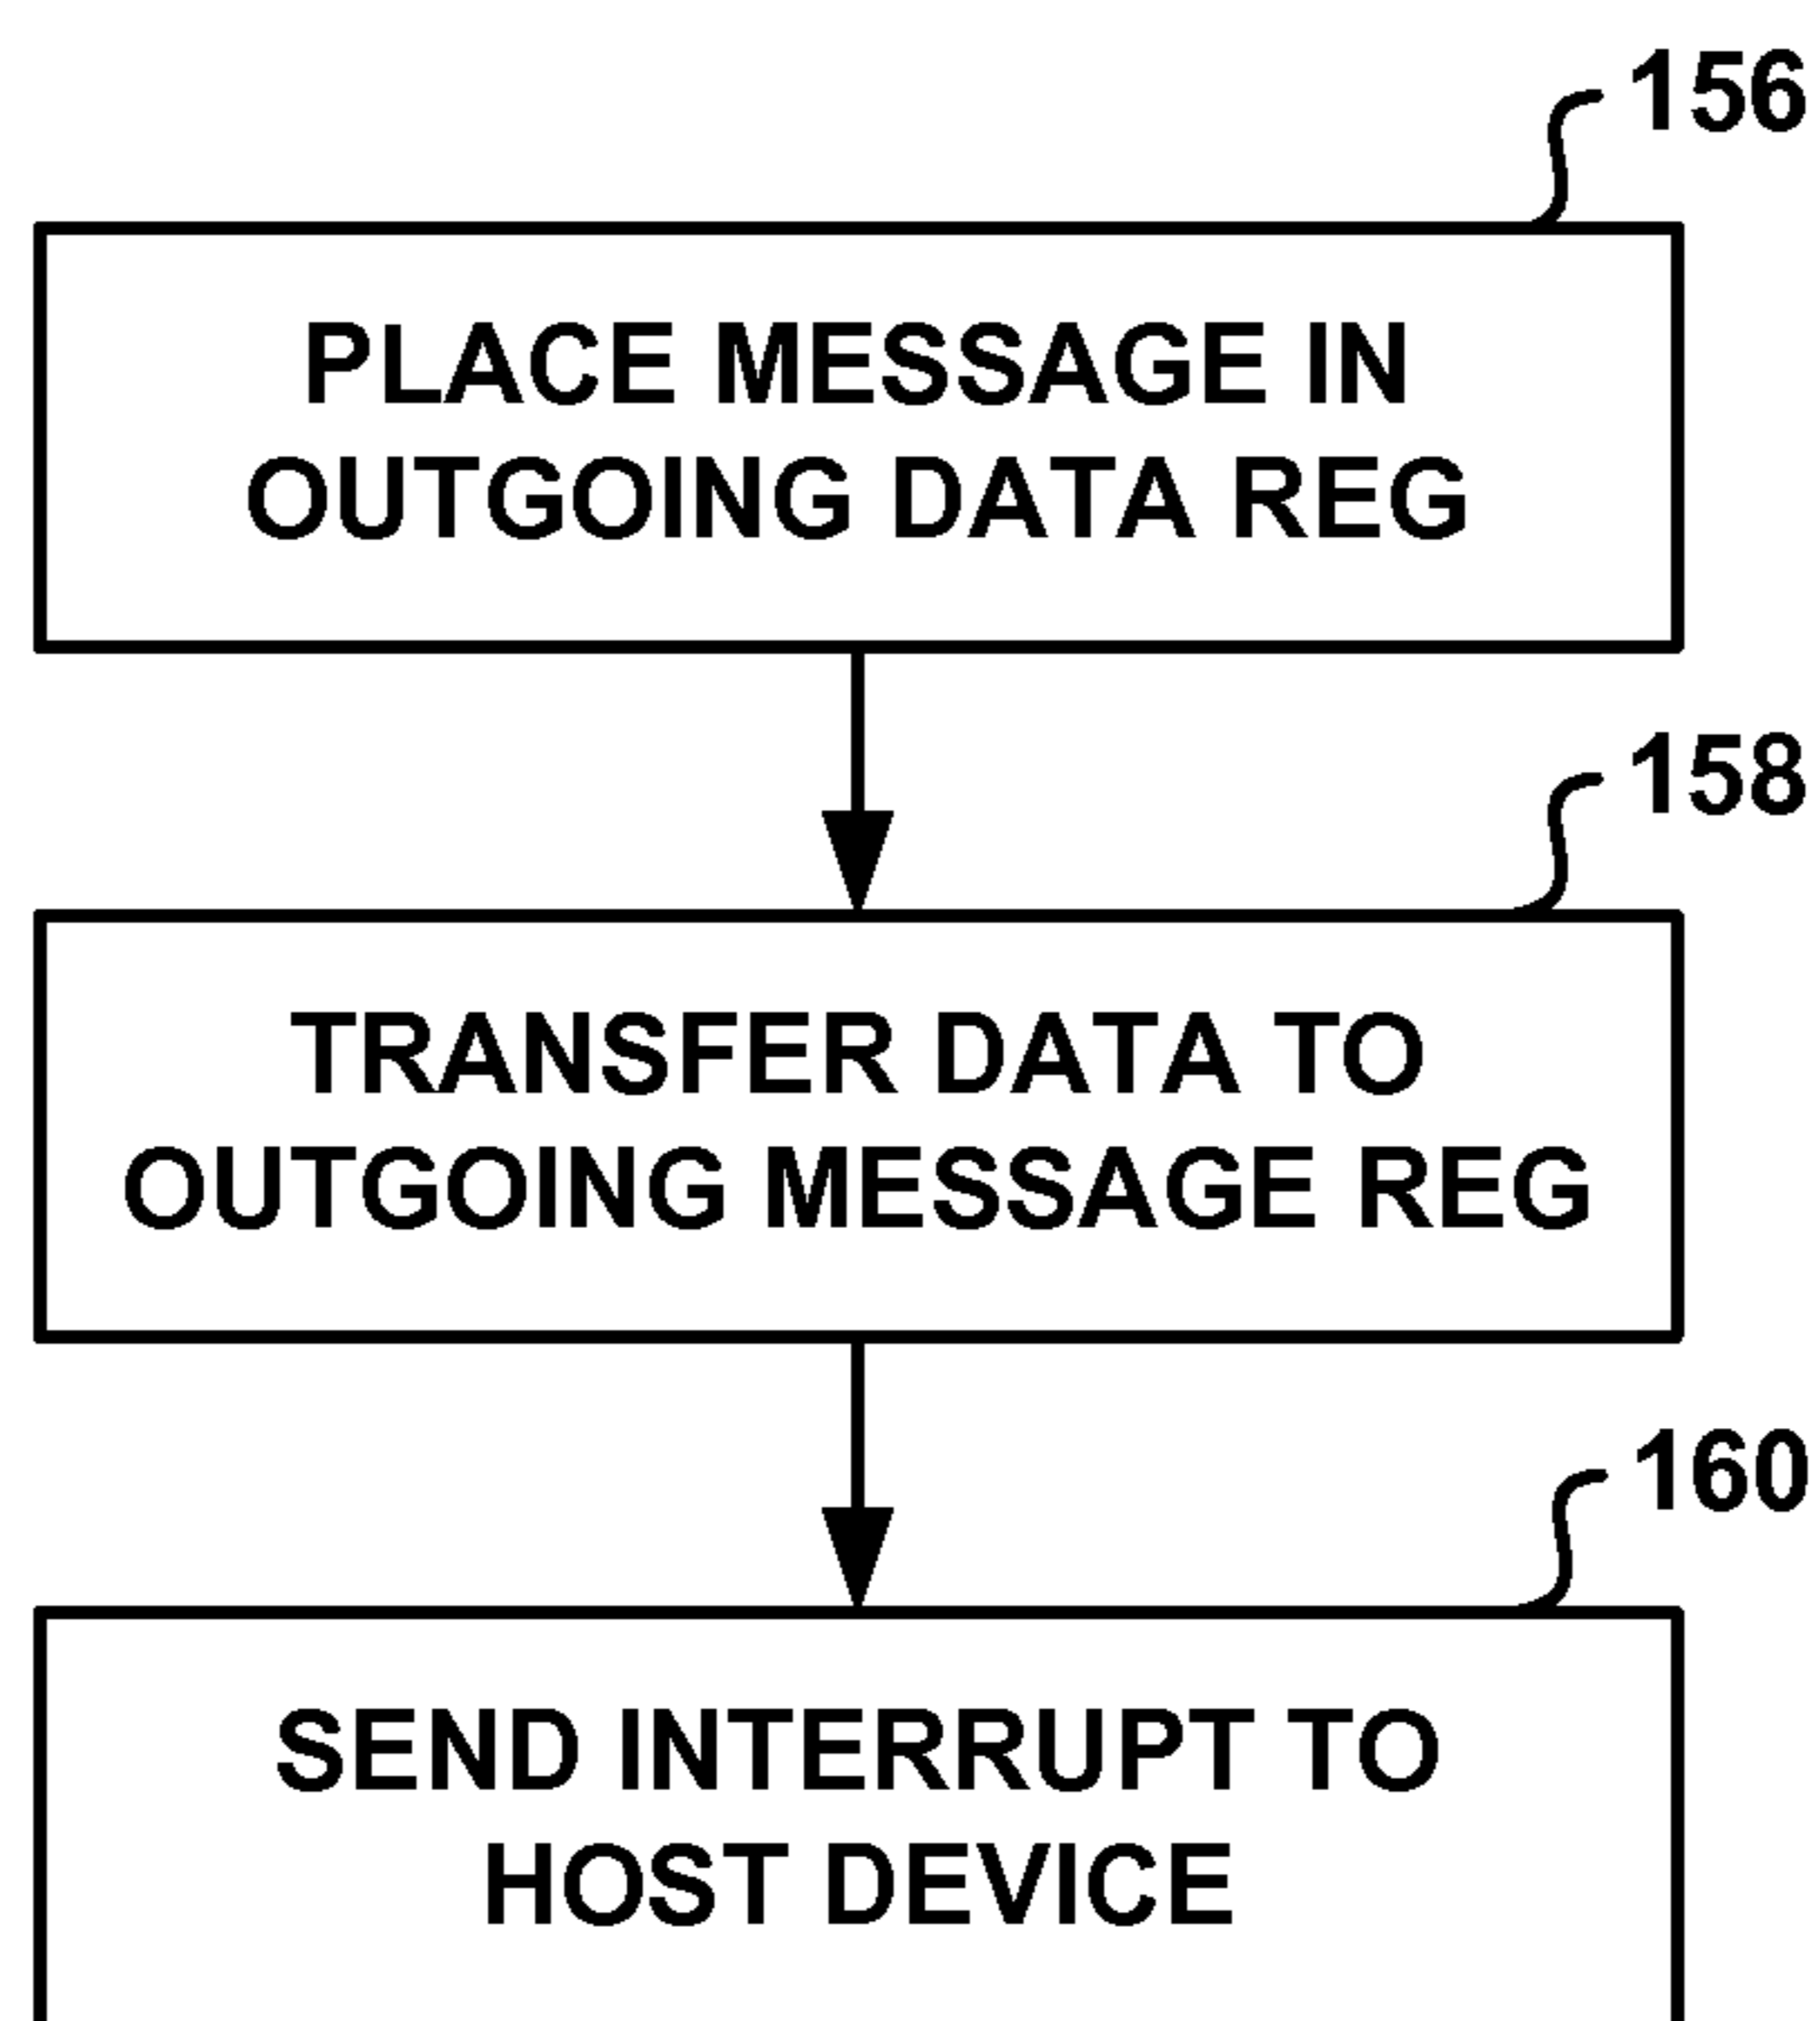 156
PLACE MESSAGE IN
OUTGOING DATA REG
158
TRANSFER DATA TO
OUTGOING MESSAGE REG
160
SEND INTERRUPT TO
HOST DEVICE